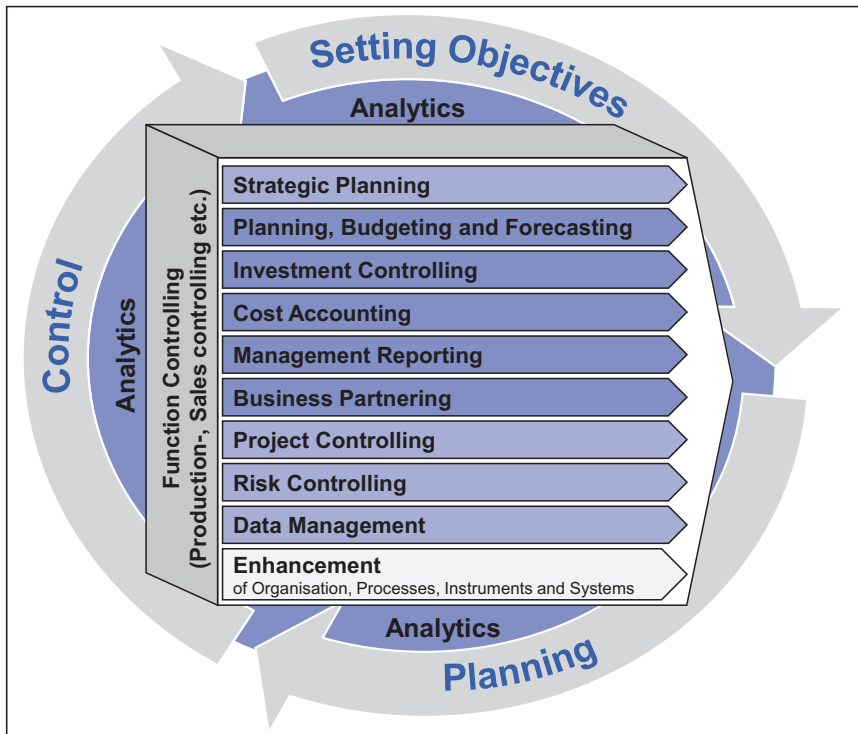 Setting Objectives
Analytics
Control
Analytics
Function Controlling
(Production-, Sales controlling etc.)
Strategic Planning
Planning, Budgeting and Forecasting
Investment Controlling
Cost Accounting
Management Reporting
Business Partnering
Project Controlling
Risk Controlling
Data Management
Enhancement
of Organisation, Processes, Instruments and Systems
Analytics
Planning